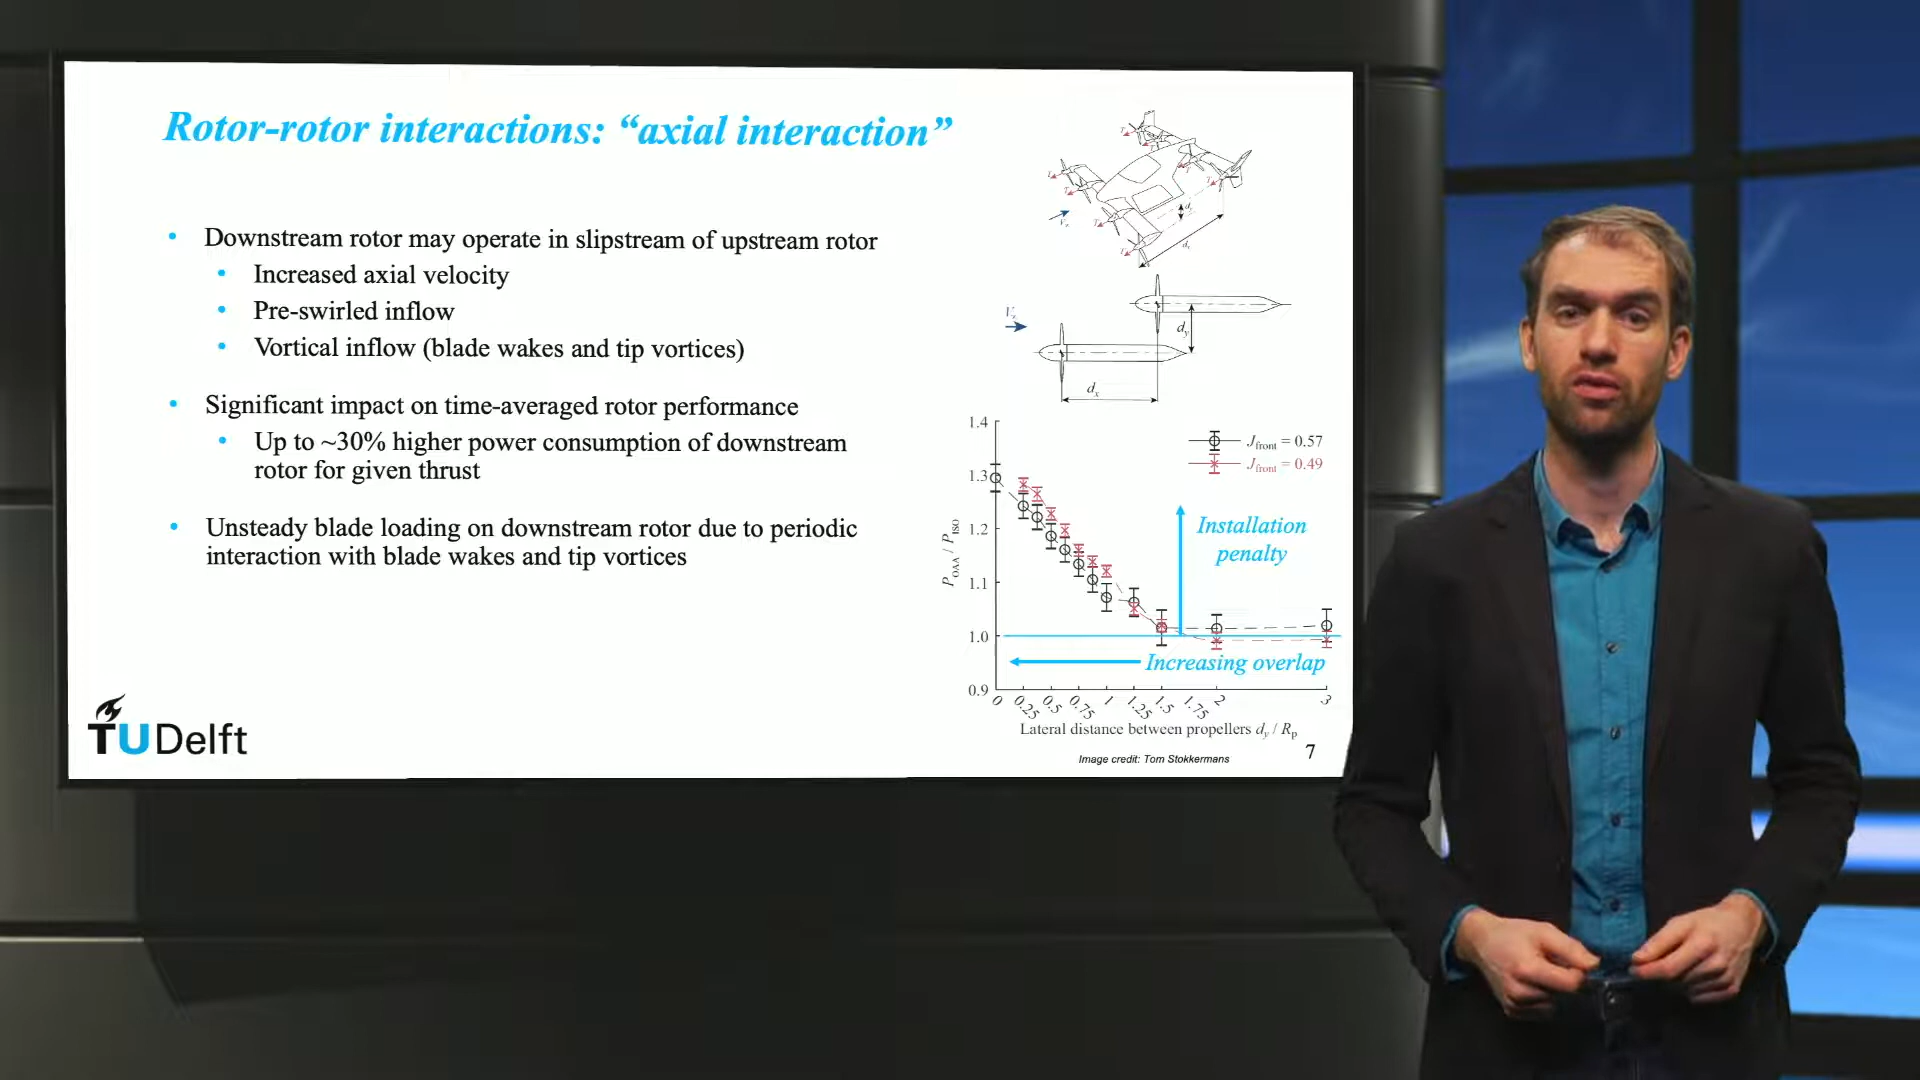 Rotor-rotor interactions: “axial interaction”
• Downstream rotor may operate in slipstream of upstream rotor
• Increased axial velocity
• Pre-swirled inflow
• Vortical inflow (blade wakes and tip vortices)
• Significant impact on time-averaged rotor performance
• Up to ~30% higher power consumption of downstream
rotor for given thrust
• Unsteady blade loading on downstream rotor due to periodic
interaction with blade wakes and tip vortices
TUDelft
dy
dx
1.4
1.3
1.2
1.1
1.0
0.9
POAA / PISO
Jfront = 0.57
Jfront = 0.49
Installation
penalty
Increasing overlap
0 0.25 0.5 0.75 1 1.25 1.5 1.75 2 3
Lateral distance between propellers dy / Rp
Image credit: Tom Stokkermans
7